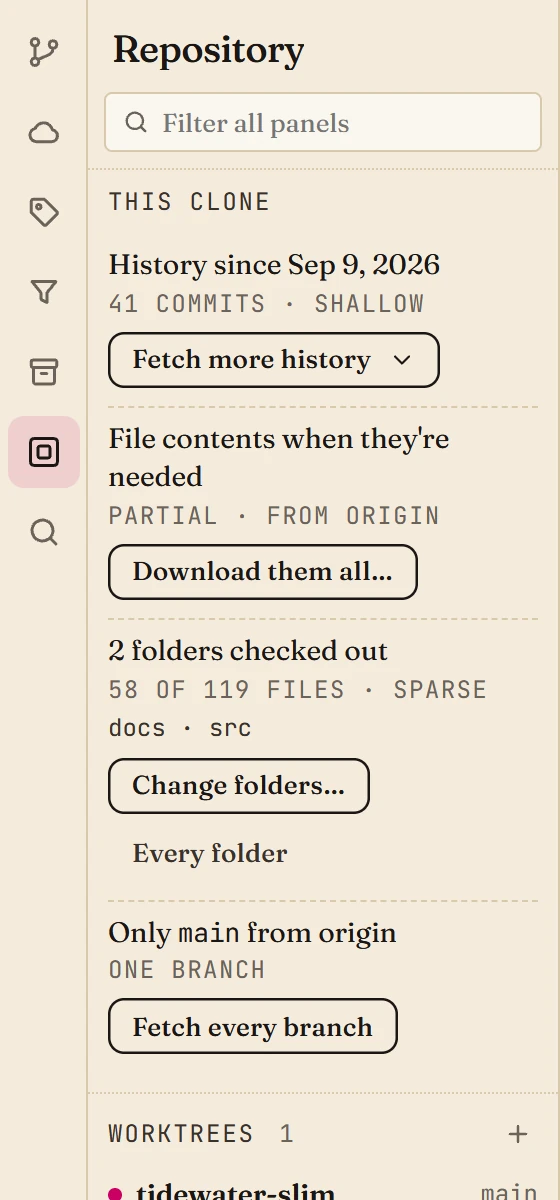 Repository
Filter all panels
THIS CLONE
History since Sep 9, 2026
41 COMMITS · SHALLOW
Fetch more history
File contents when they're
needed
PARTIAL · FROM ORIGIN
Download them all…
2 folders checked out
58 OF 119 FILES · SPARSE
docs · src
Change folders…
Every folder
Only main from origin
ONE BRANCH
Fetch every branch
WORKTREES 1
tidewater-slim main